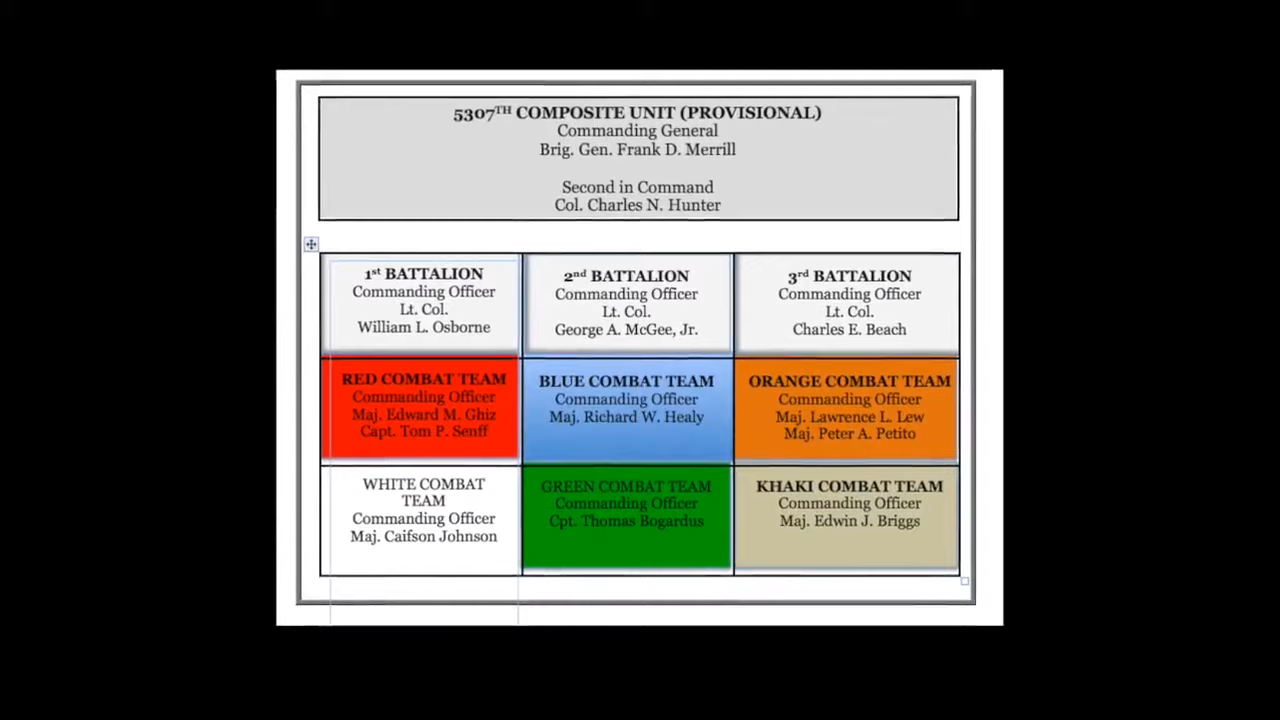 5307TH COMPOSITE UNIT (PROVISIONAL)
Commanding General
Brig. Gen. Frank D. Merrill
Second in Command
Col. Charles N. Hunter
1st BATTALION
Commanding Officer
Lt. Col.
William L. Osborne
2nd BATTALION
Commanding Officer
Lt. Col.
George A. McGee, Jr.
3rd BATTALION
Commanding Officer
Lt. Col.
Charles E. Beach
RED COMBAT TEAM
Commanding Officer
Maj. Edward M. Ghiz
Capt. Tom P. Senff
BLUE COMBAT TEAM
Commanding Officer
Maj. Richard W. Healy
ORANGE COMBAT TEAM
Commanding Officer
Maj. Lawrence L. Lew
Maj. Peter A. Petito
WHITE COMBAT
TEAM
Commanding Officer
Maj. Caifson Johnson
GREEN COMBAT TEAM
Commanding Officer
Cpt. Thomas Bogardus
KHAKI COMBAT TEAM
Commanding Officer
Maj. Edwin J. Briggs